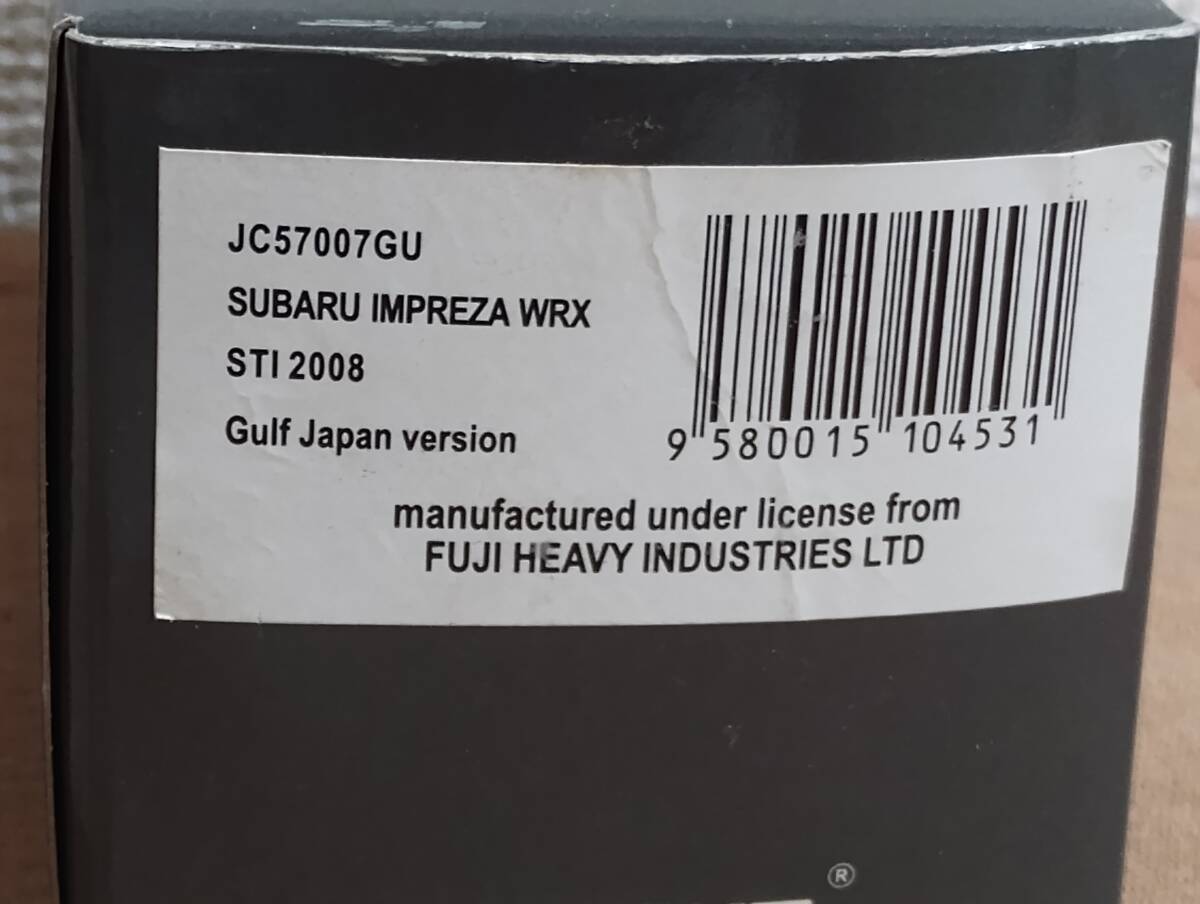 JC57007GU
SUBARU IMPREZA WRX
STI 2008
Gulf Japan version
9 580015 104531
manufactured under license from
FUJI HEAVY INDUSTRIES LTD
®